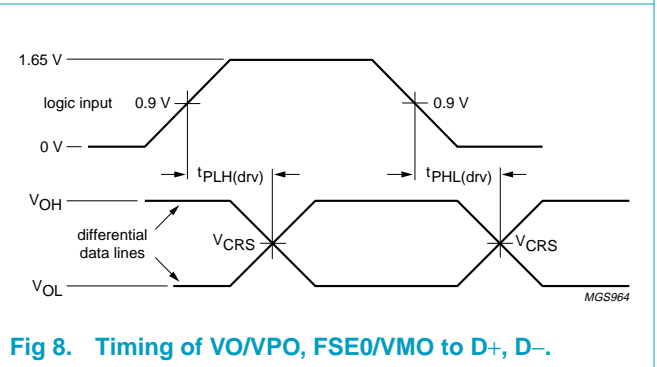 1.65 V
logic input 0.9 V 0.9 V
0 V
tPLH(drv) tPHL(drv)
VOH
differential
data lines
VCRS VCRS
VOL
MGS964
Fig 8. Timing of VO/VPO, FSE0/VMO to D+, D−.